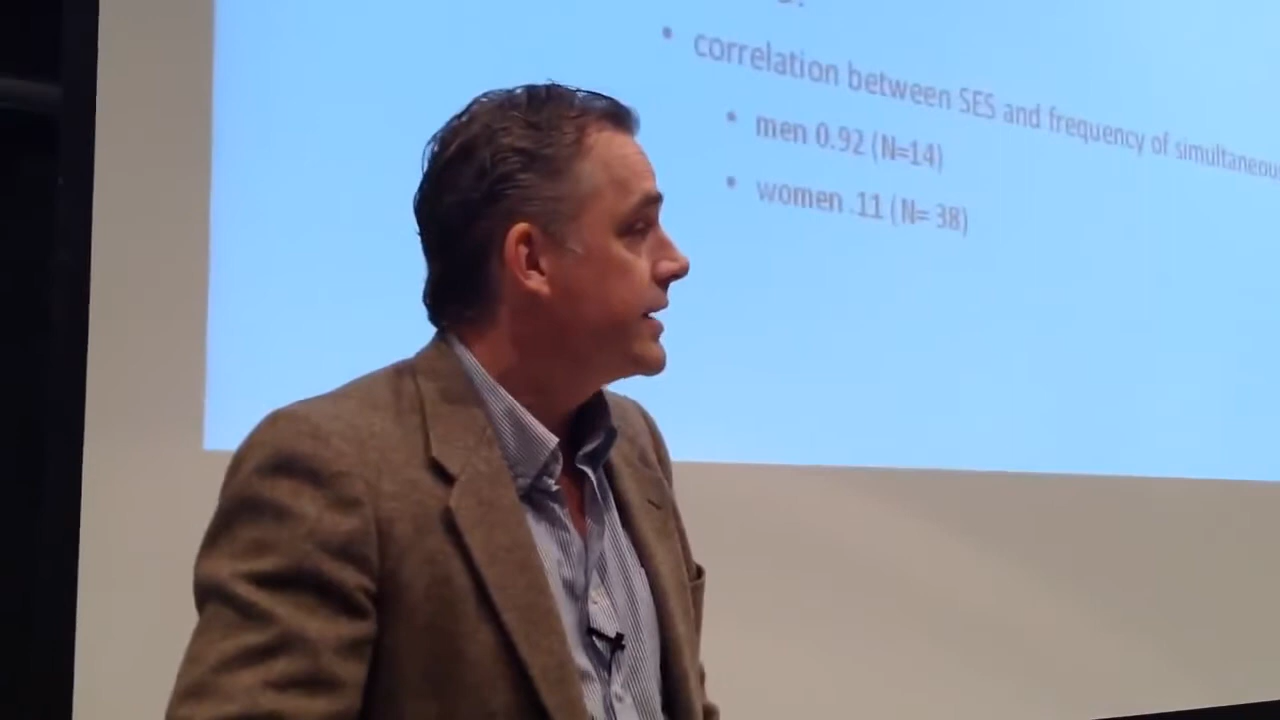 • correlation between SES and frequency of simultaneou
• men 0.92 (N=14)
• women .11 (N= 38)